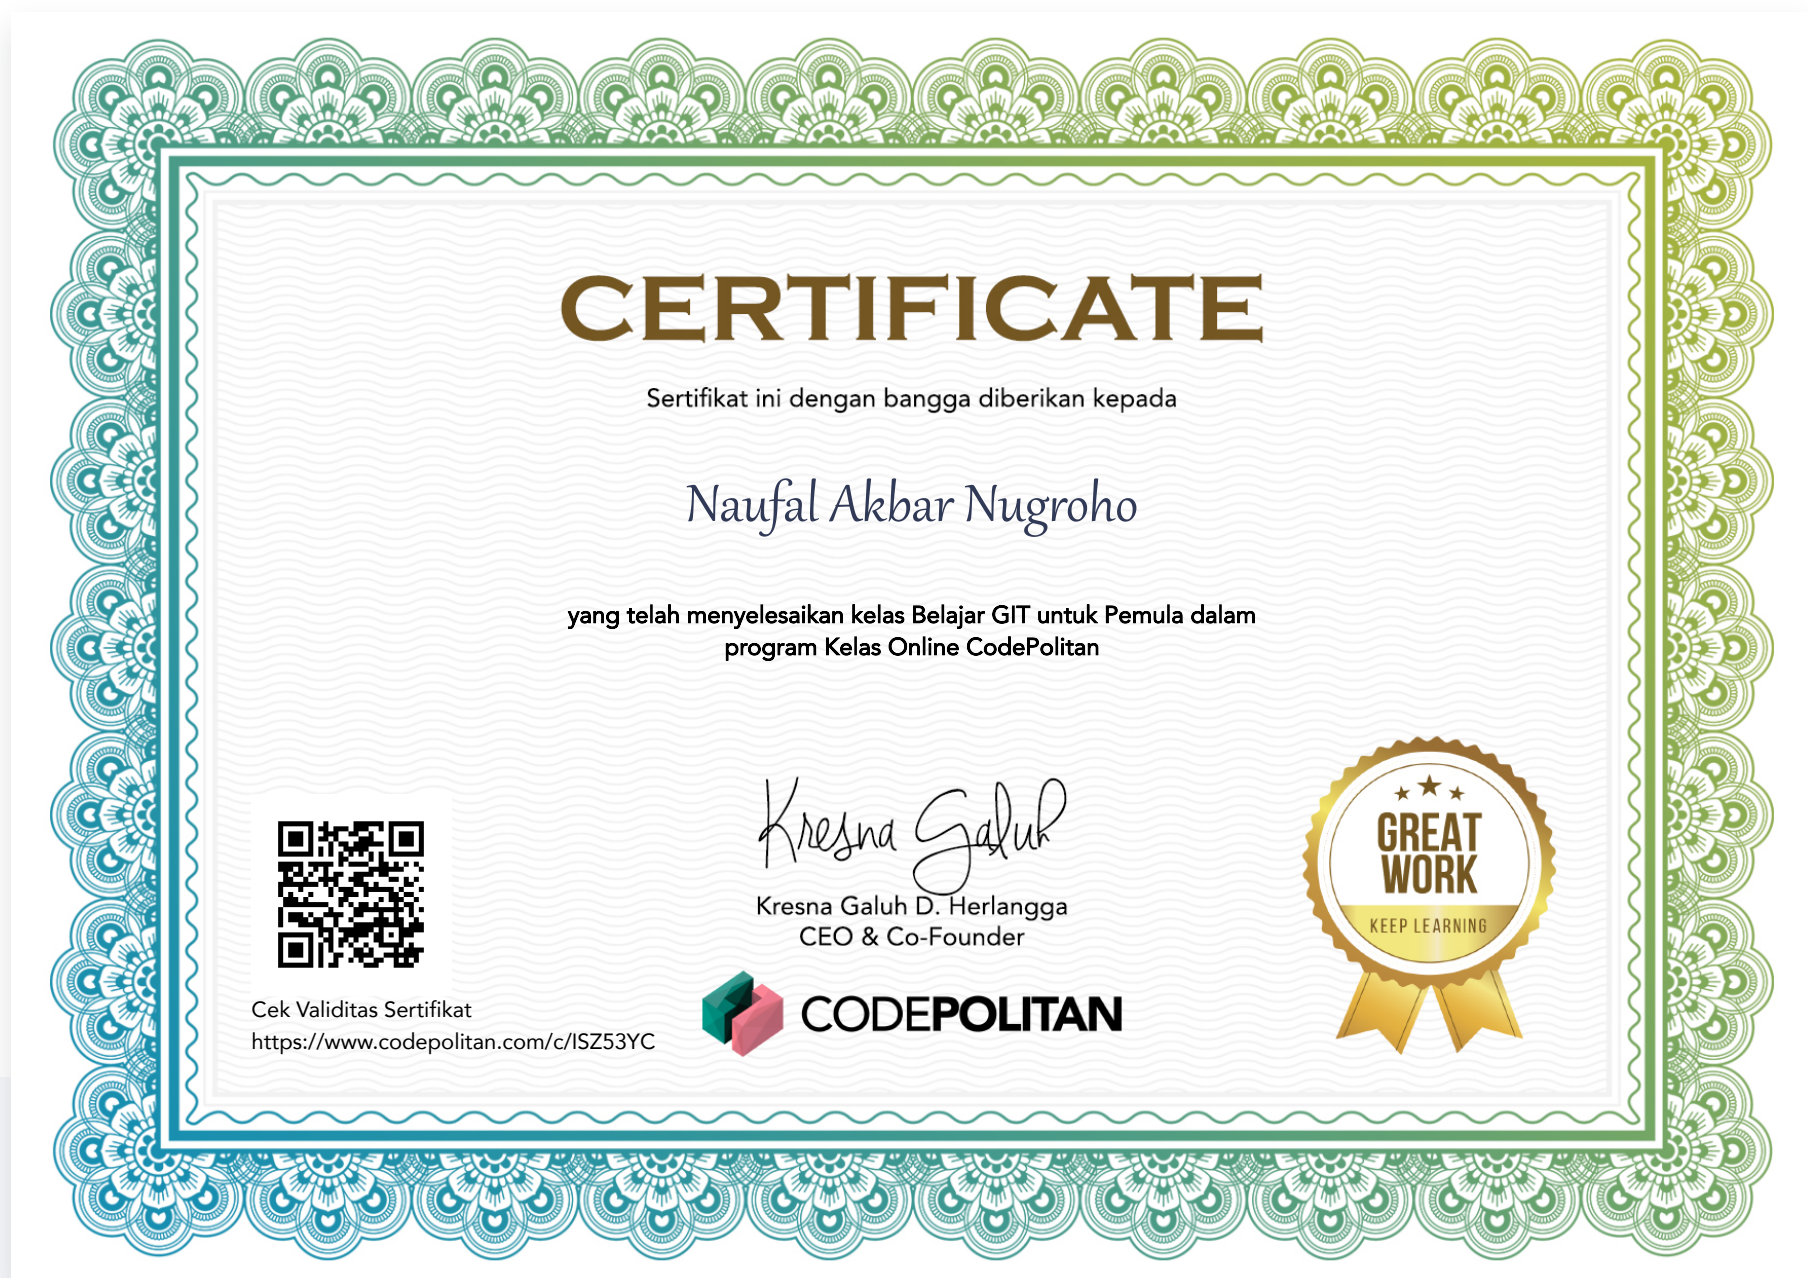 CERTIFICATE
Sertifikat ini dengan bangga diberikan kepada
Naufal Akbar Nugroho
yang telah menyelesaikan kelas Belajar GIT untuk Pemula dalam
program Kelas Online CodePolitan
Kresna Galuh
Kresna Galuh D. Herlangga
CEO & Co-Founder
CODEPOLITAN
GREAT
WORK
KEEP LEARNING
Cek Validitas Sertifikat
https://www.codepolitan.com/c/lSZ53YC